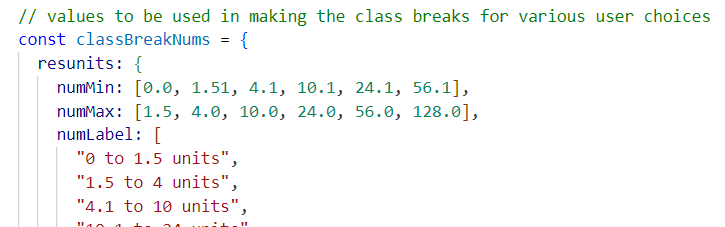 // values to be used in making the class breaks for various user choices
const classBreakNums = {
resunits: {
numMin: [0.0, 1.51, 4.1, 10.1, 24.1, 56.1],
numMax: [1.5, 4.0, 10.0, 24.0, 56.0, 128.0],
numLabel: [
"0 to 1.5 units",
"1.5 to 4 units",
"4.1 to 10 units",